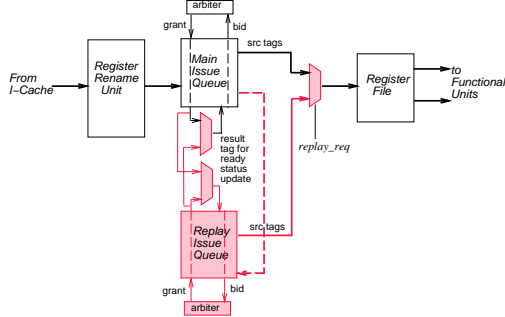 arbiter
grant
bid
From
I-Cache
Register
Rename
Unit
Main
Issue
Queue
src tags
Register
File
to
Functional
Units
result
tag for
ready
status
update
replay_req
Replay
Issue
Queue
src tags
grant
bid
arbiter